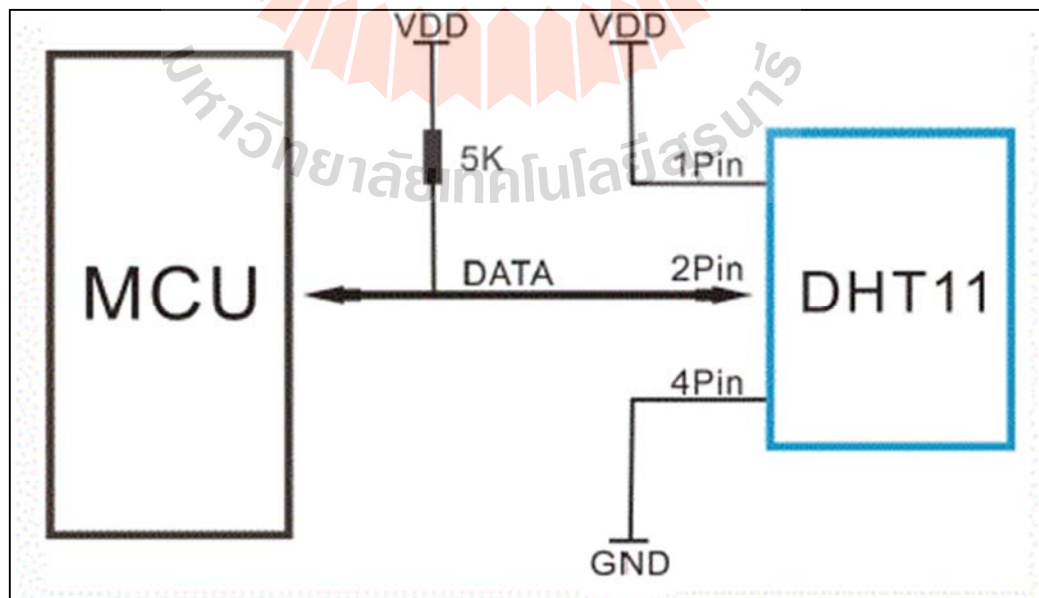 VDD
VDD
5K
1Pin
MCU
DATA
2Pin
DHT11
4Pin
GND
มหาวิทยาลัยเทคโนโลยีสุรนารี